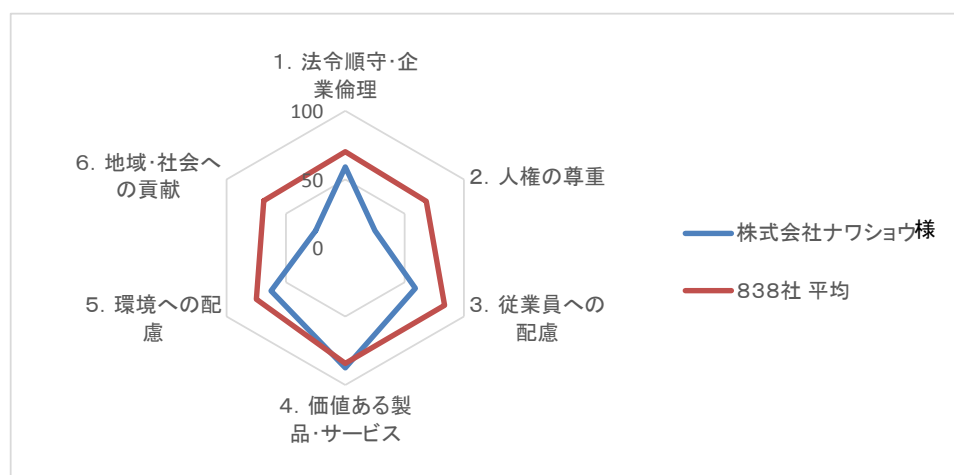 1. 法令順守・企
業倫理
100
6. 地域・社会へ
の貢献
50
2. 人権の尊重
0
株式会社ナワショウ様
838社 平均
5. 環境への配
慮
3. 従業員への
配慮
4. 価値ある製
品・サービス